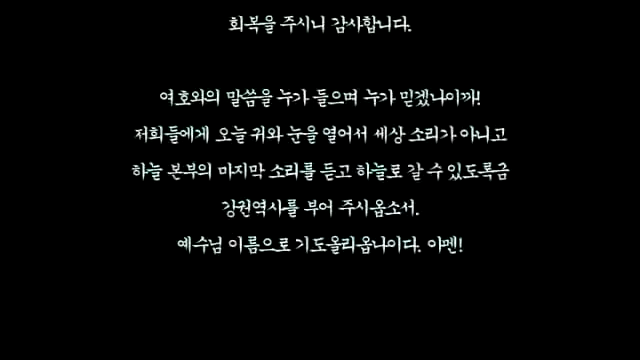 회복을 주시니 감사합니다.
여호와의 말씀을 누가 들으며 누가 믿겠나이까!
저희들에게 오늘 귀와 눈을 열어서 세상 소리가 아니고
하늘 본부의 마지막 소리를 듣고 하늘로 갈 수 있도록금
강권역사를 부어 주시옵소서.
예수님 이름으로 기도올리옵나이다. 아멘!